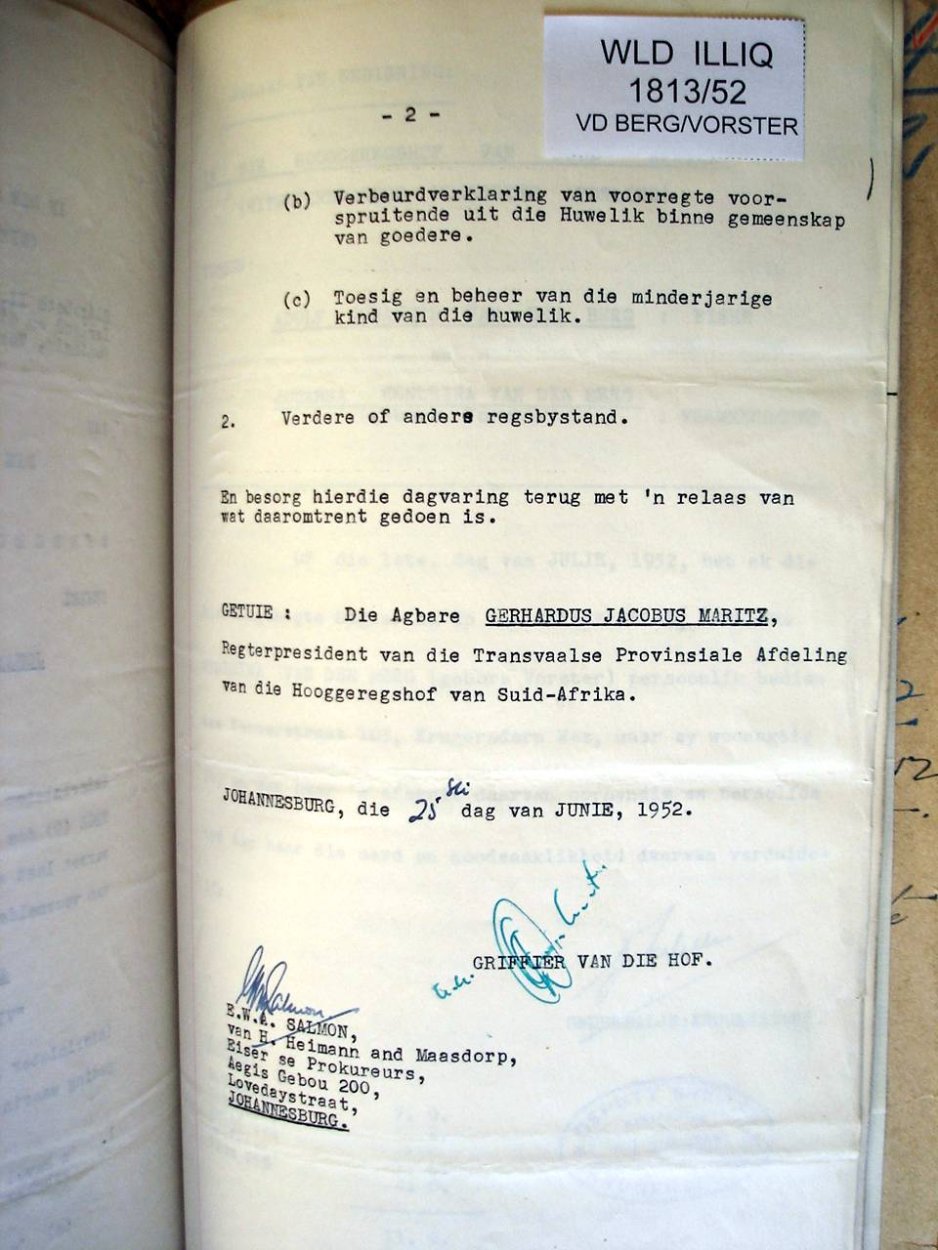 WLD ILLIQ
1813/52
VD BERG/VORSTER
- 2 -
(b) Verbeurdverklaring van voorregte voor-
spruitende uit die Huwelik binne gemeenskap
van goedere.
(c) Toesig en beheer van die minderjarige
kind van die huwelik.
2. Verdere of andere regsbystand.
En besorg hierdie dagvaring terug met 'n relaas van
wat daaromtrent gedoen is.
GETUIE : Die Agbare GERHARDUS JACOBUS MARITZ,
Regterpresident van die Transvaalse Provinsiale Afdeling
van die Hooggeregshof van Suid-Afrika.
JOHANNESBURG, die 25 ste dag van JUNIE, 1952.
GRIFFIER VAN DIE HOF.
Salmon
E.W.A. SALMON,
van H. Heimann and Maasdorp,
Eiser se Prokureurs,
Aegis Gebou 200,
Lovedaystraat,
JOHANNESBURG.